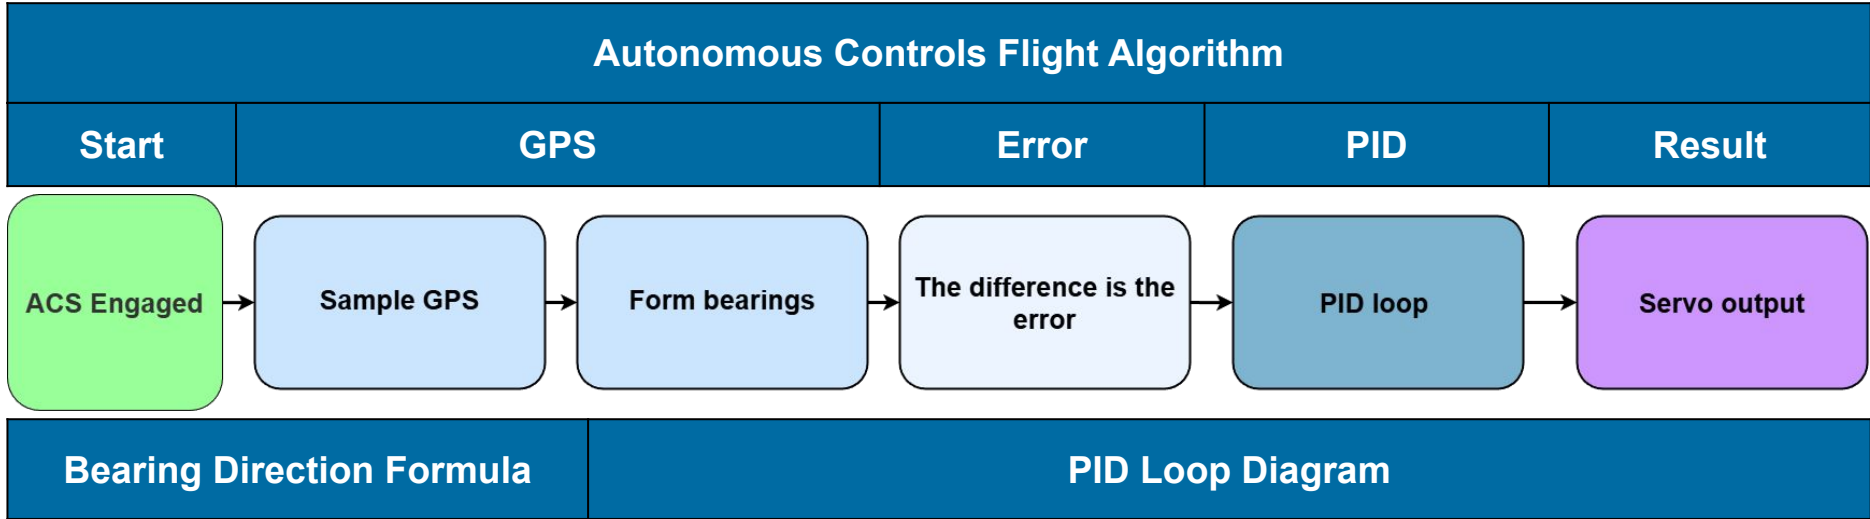 Autonomous Controls Flight Algorithm
Start
GPS
Error
PID
Result
ACS Engaged
Sample GPS
Form bearings
The difference is the
error
PID loop
Servo output
Bearing Direction Formula
PID Loop Diagram